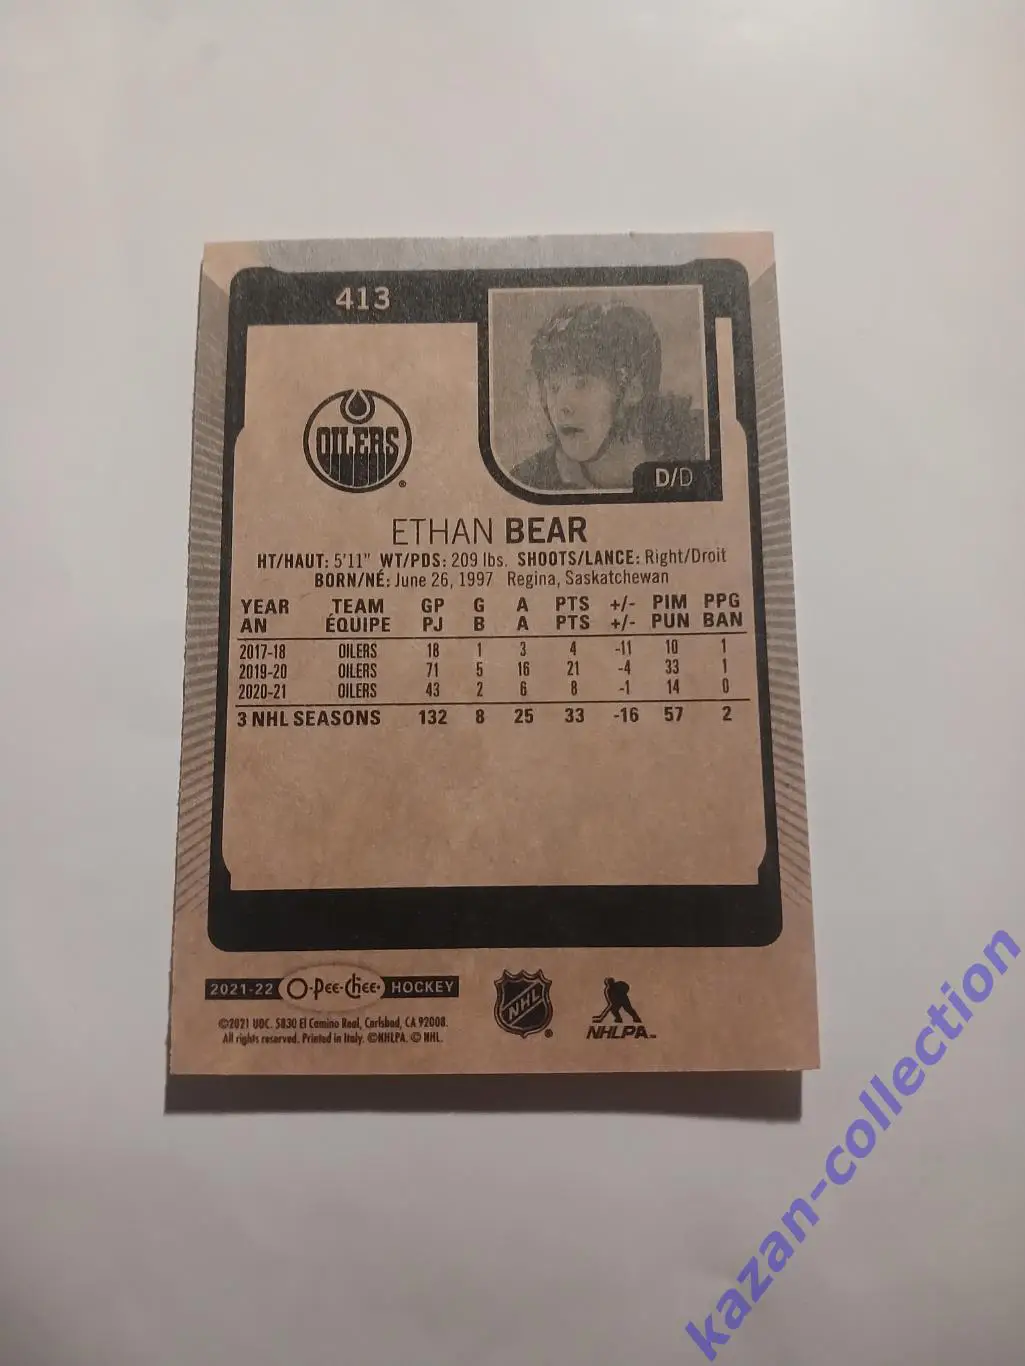 413
OILERS
D/D
ETHAN BEAR
HT/HAUT: 5'11" WT/PDS: 209 lbs. SHOOTS/LANCE: Right/Droit
BORN/NÉ: June 26, 1997 Regina, Saskatchewan
YEAR TEAM GP G A PTS +/- PIM PPG
AN ÉQUIPE PJ B A PTS +/- PUN BAN
2017-18 OILERS 18 1 3 4 -11 10 1
2019-20 OILERS 71 5 16 21 -4 33 1
2020-21 OILERS 43 2 6 8 -1 14 0
3 NHL SEASONS 132 8 25 33 -16 57 2
2021-22 O-Pee-Chee HOCKEY
©2021 UDC. 5830 El Camino Real, Carlsbad, CA 92008.
All rights reserved. Printed in Italy. ©NHLPA. © NHL.
NHL
NHLPA
kazan-collection